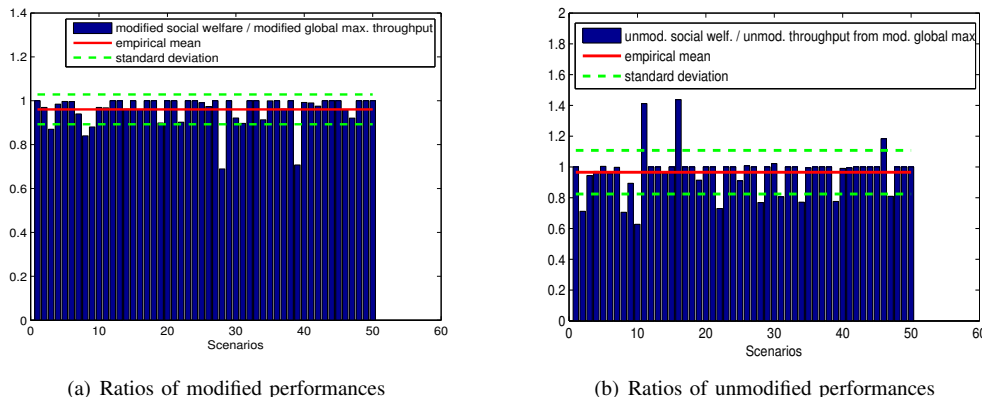 1.4
1.2
1
0.8
0.6
0.4
0.2
0
0 10 20 30 40 50 60
Scenarios
modified social welfare / modified global max. throughput
empirical mean
standard deviation
(a) Ratios of modified performances
2
1.8
1.6
1.4
1.2
1
0.8
0.6
0.4
0.2
0
0 10 20 30 40 50 60
Scenarios
unmod. social welf. / unmod. throughput from mod. global max
empirical mean
standard deviation
(b) Ratios of unmodified performances